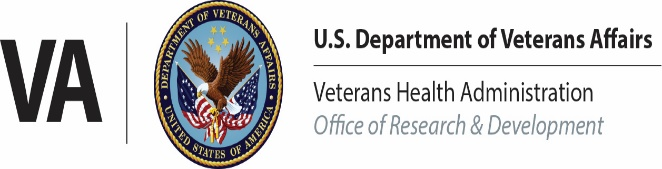 VA
DEPARTMENT OF VETERANS AFFAIRS
UNITED STATES OF AMERICA
U.S. Department of Veterans Affairs
Veterans Health Administration
Office of Research & Development